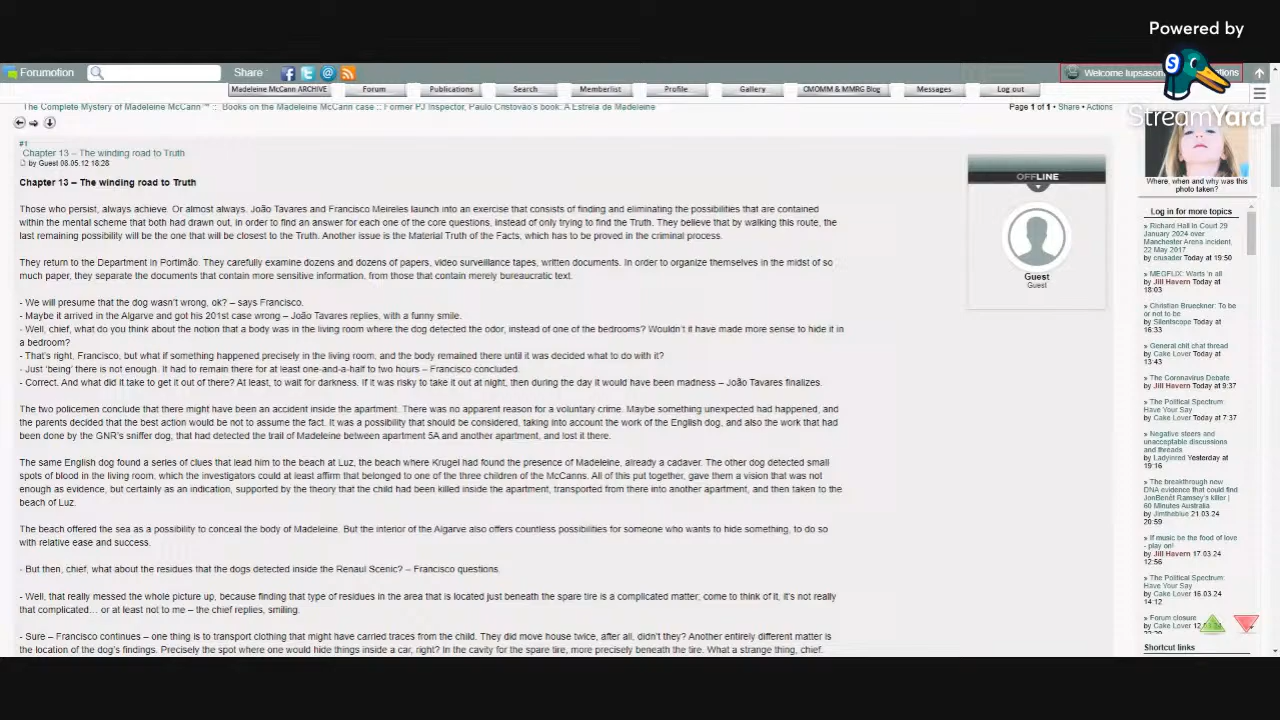 Powered by
StreamYard
Forumotion
Share
Welcome lupsason
Madeleine McCann ARCHIVE
Forum
Publications
Search
Memberlist
Profile
Gallery
CMOMM & MMRG Blog
Messages
Log out
The Complete Mystery of Madeleine McCann™ :: Books on the Madeleine McCann case :: Former PJ Inspector, Paulo Cristovão's book: A Estrela de Madeleine
Page 1 of 1 • Share • Actions
#1
Chapter 13 – The winding road to Truth
by Guest 08.05.12 18:28
Chapter 13 – The winding road to Truth
Those who persist, always achieve. Or almost always. João Tavares and Francisco Meireles launch into an exercise that consists of finding and eliminating the possibilities that are contained
within the mental scheme that both had drawn out, in order to find an answer for each one of the core questions, instead of only trying to find the Truth. They believe that by walking this route, the
last remaining possibility will be the one that will be closest to the Truth. Another issue is the Material Truth of the Facts, which has to be proved in the criminal process.
They return to the Department in Portimão. They carefully examine dozens and dozens of papers, video surveillance tapes, written documents. In order to organize themselves in the midst of so
much paper, they separate the documents that contain more sensitive information, from those that contain merely bureaucratic text.
- We will presume that the dog wasn't wrong, ok? – says Francisco.
- Maybe it arrived in the Algarve and got his 201st case wrong – João Tavares replies, with a funny smile.
- Well, chief, what do you think about the notion that a body was in the living room where the dog detected the odor, instead of one of the bedrooms? Wouldn't it have made more sense to hide it in
a bedroom?
- That's right, Francisco, but what if something happened precisely in the living room, and the body remained there until it was decided what to do with it?
- Just 'being' there is not enough. It had to remain there for at least one-and-a-half to two hours – Francisco concluded.
- Correct. And what did it take to get it out of there? At least, to wait for darkness. If it was risky to take it out at night, then during the day it would have been madness – João Tavares finalizes.
The two policemen conclude that there might have been an accident inside the apartment. There was no apparent reason for a voluntary crime. Maybe something unexpected had happened, and
the parents decided that the best action would be not to assume the fact. It was a possibility that should be considered, taking into account the work of the English dog, and also the work that had
been done by the GNR's sniffer dog, that had detected the trail of Madeleine between apartment 5A and another apartment, and lost it there.
The same English dog found a series of clues that lead him to the beach at Luz, the beach where Krugel had found the presence of Madeleine, already a cadaver. The other dog detected small
spots of blood in the living room, which the investigators could at least affirm that belonged to one of the three children of the McCanns. All of this put together, gave them a vision that was not
enough as evidence, but certainly as an indication, supported by the theory that the child had been killed inside the apartment, transported from there into another apartment, and then taken to the
beach of Luz.
The beach offered the sea as a possibility to conceal the body of Madeleine. But the interior of the Algarve also offers countless possibilities for someone who wants to hide something, to do so
with relative ease and success.
- But then, chief, what about the residues that the dogs detected inside the Renaul Scenic? – Francisco questions.
- Well, that really messed the whole picture up, because finding that type of residues in the area that is located just beneath the spare tire is a complicated matter; come to think of it, it's not really
that complicated… or at least not to me – the chief replies, smiling.
- Sure – Francisco continues – one thing is to transport clothing that might have carried traces from the child. They did move house twice, after all, didn't they? Another entirely different matter is
the location of the dog's findings. Precisely the spot where one would hide things inside a car, right? In the cavity for the spare tire, more precisely beneath the tire. What a strange thing, chief.
OFFLINE
Guest
Guest
Where, when and why was this
photo taken?
Log in for more topics
» Richard Hall in Court 29
January 2024 over
Manchester Arena incident,
22 May 2017
by crusader Today at 19:50
» MEGFLIX: Warts 'n all
by Jill Havern Today at
18:03
» Christian Brueckner: To be
or not to be
by Silentscope Today at
16:33
» General chit chat thread
by Cake Lover Today at
13:43
» The Coronavirus Debate
by Jill Havern Today at 9:37
» The Political Spectrum:
Have Your Say
by Cake Lover Today at 7:37
» Negative steers and
unacceptable discussions
and threads
by Ladyinred Yesterday at
19:16
» The breakthrough new
DNA evidence that could find
JonBenét Ramsey's killer |
60 Minutes Australia
by Jimtheblue 21.03.24
20:59
» If music be the food of love
- play on!
by Jill Havern 17.03.24
12:56
» The Political Spectrum:
Have Your Say
by Cake Lover 16.03.24
14:12
» Forum closure
by Cake Lover
Shortcut links